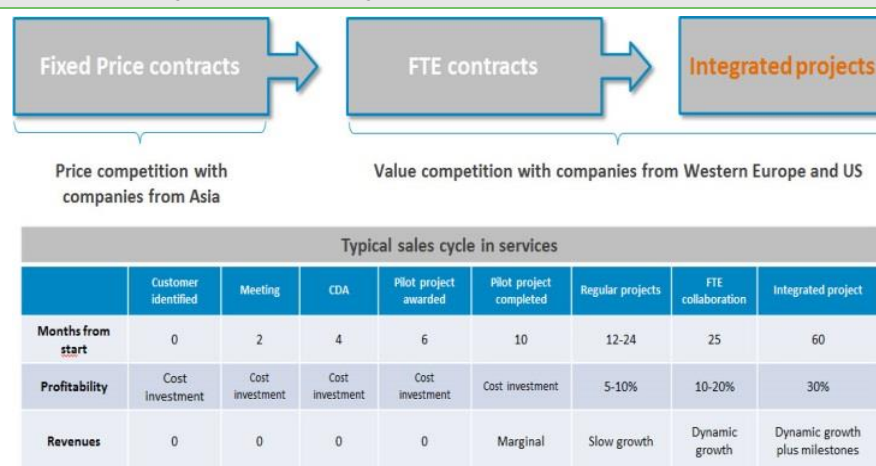 Fixed Price contracts
FTE contracts
Integrated projects
Price competition with
companies from Asia
Value competition with companies from Western Europe and US
Typical sales cycle in services
Customer
identified
Meeting
CDA
Pilot project
awarded
Pilot project
completed
Regular projects
FTE
collaboration
Integrated project
Months from
start
0
2
4
6
10
12-24
25
60
Profitability
Cost
investment
Cost
investment
Cost
investment
Cost
investment
Cost investment
5-10%
10-20%
30%
Revenues
0
0
0
0
Marginal
Slow growth
Dynamic
growth
Dynamic growth
plus milestones